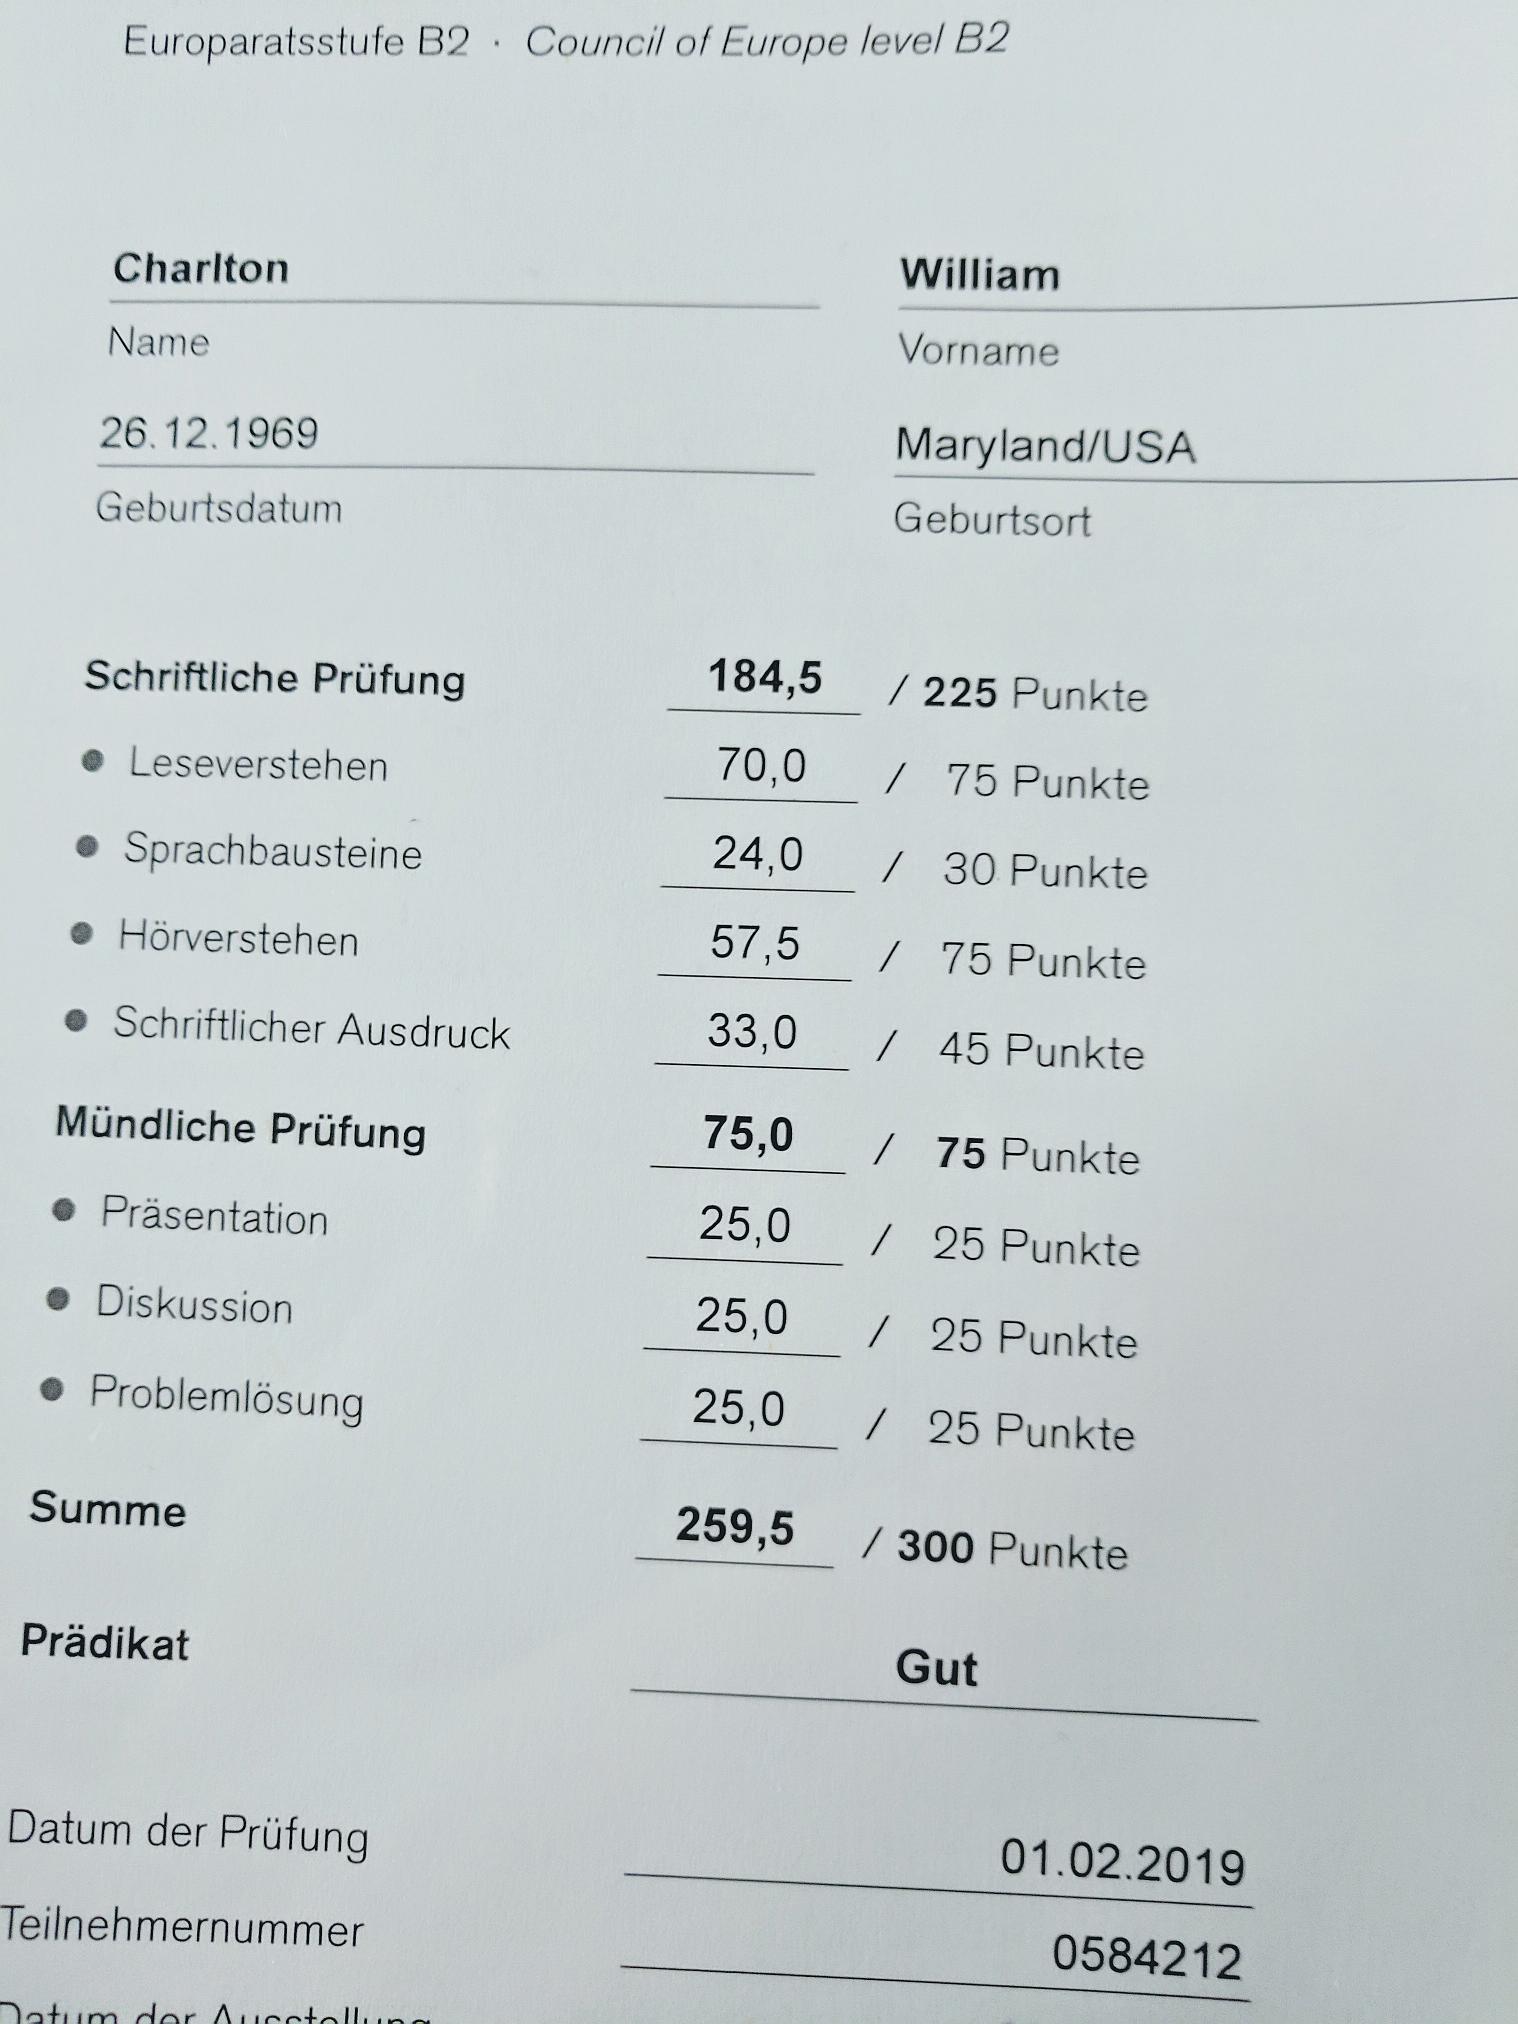 Europaratsstufe B2 · Council of Europe level B2
Charlton William
Name Vorname
26.12.1969 Maryland/USA
Geburtsdatum Geburtsort
Schriftliche Prüfung 184,5 / 225 Punkte
• Leseverstehen 70,0 / 75 Punkte
• Sprachbausteine 24,0 / 30 Punkte
• Hörverstehen 57,5 / 75 Punkte
• Schriftlicher Ausdruck 33,0 / 45 Punkte
Mündliche Prüfung 75,0 / 75 Punkte
• Präsentation 25,0 / 25 Punkte
• Diskussion 25,0 / 25 Punkte
• Problemlösung 25,0 / 25 Punkte
Summe 259,5 / 300 Punkte
Prädikat Gut
Datum der Prüfung 01.02.2019
Teilnehmernummer 0584212
Datum der Ausstellung